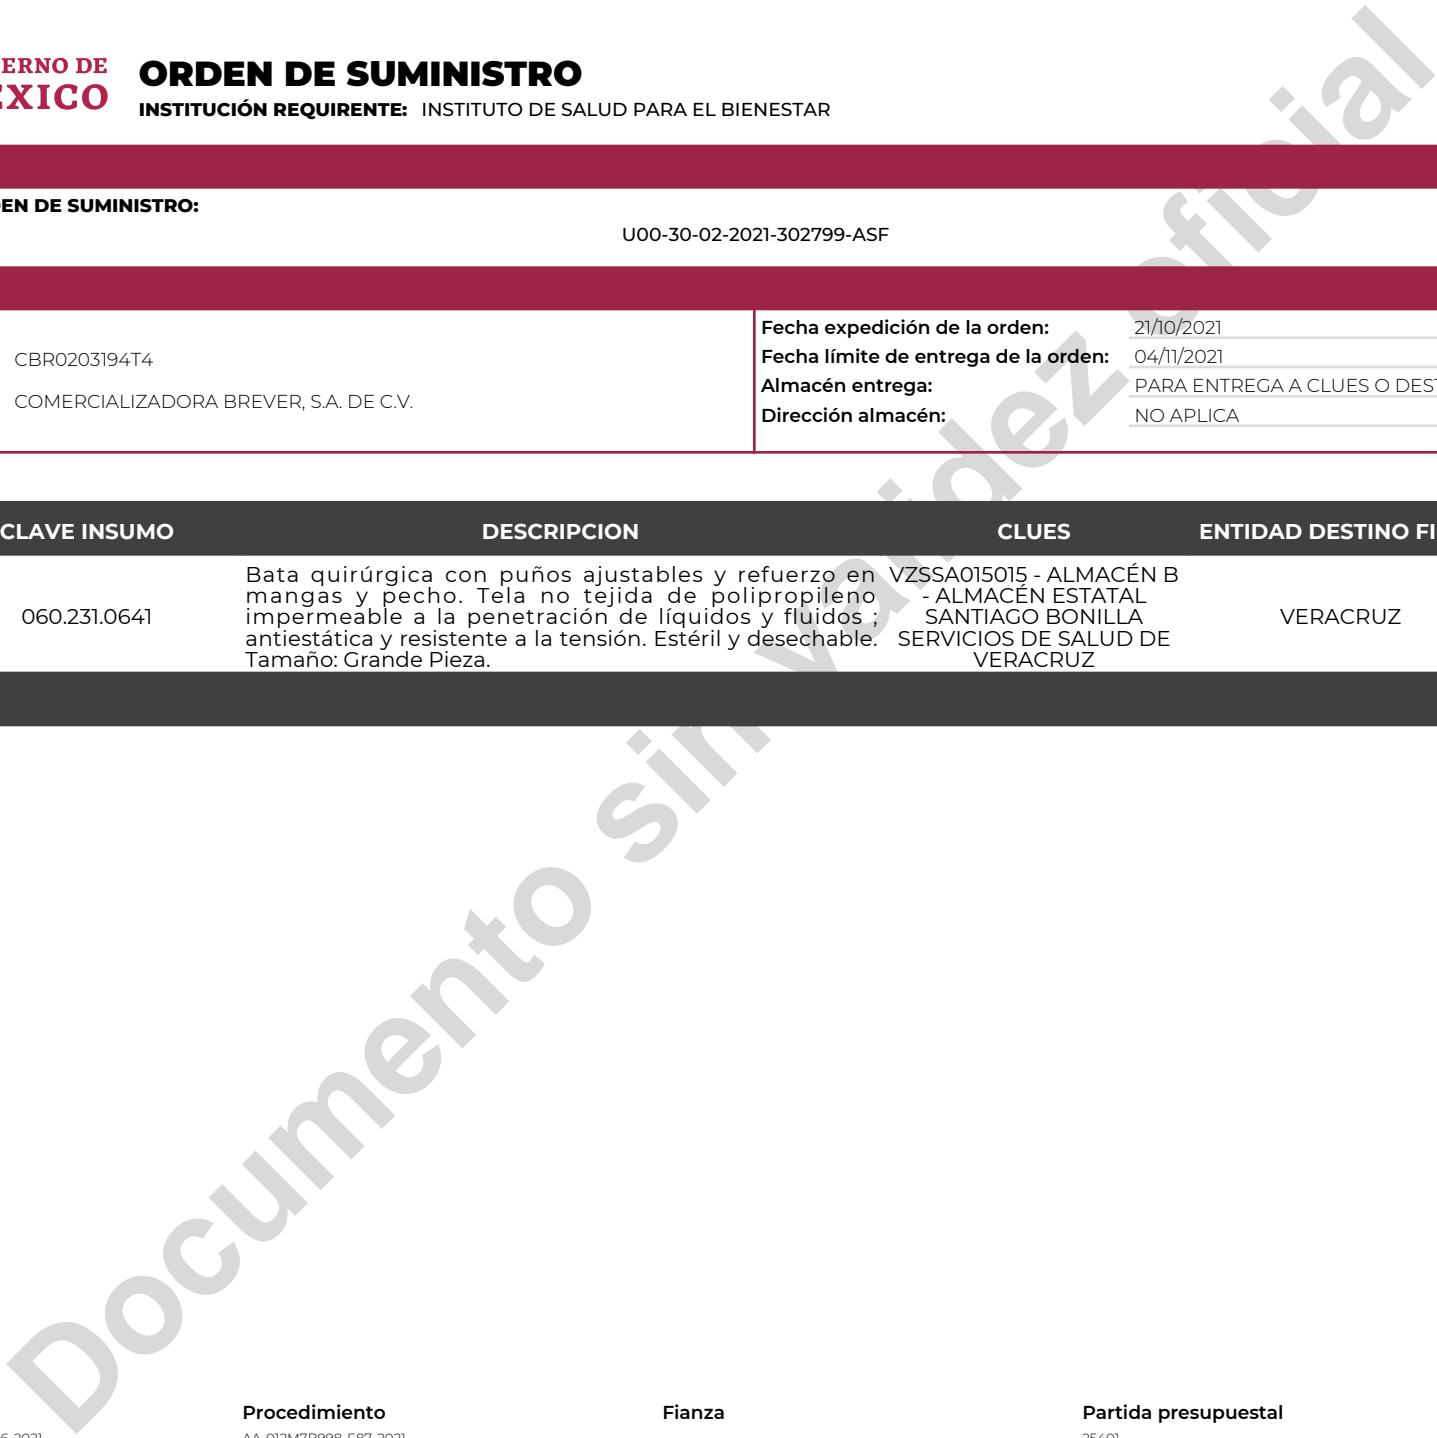 ERNO DE
EXICO
ORDEN DE SUMINISTRO
INSTITUCIÓN REQUIRENTE: INSTITUTO DE SALUD PARA EL BIENESTAR
EN DE SUMINISTRO:
U00-30-02-2021-302799-ASF
CBR0203194T4
COMERCIALIZADORA BREVER, S.A. DE C.V.
Fecha expedición de la orden: 21/10/2021
Fecha límite de entrega de la orden: 04/11/2021
Almacén entrega: PARA ENTREGA A CLUES O DEST
Dirección almacén: NO APLICA
CLAVE INSUMO DESCRIPCION CLUES ENTIDAD DESTINO FI
060.231.0641
Bata quirúrgica con puños ajustables y refuerzo en
mangas y pecho. Tela no tejida de polipropileno
impermeable a la penetración de líquidos y fluidos ;
antiestática y resistente a la tensión. Estéril y desechable.
Tamaño: Grande Pieza.
VZSSA015015 - ALMACÉN B
- ALMACÉN ESTATAL
SANTIAGO BONILLA
SERVICIOS DE SALUD DE
VERACRUZ
VERACRUZ
Documento sin validez oficial
Procedimiento Fianza Partida presupuestal